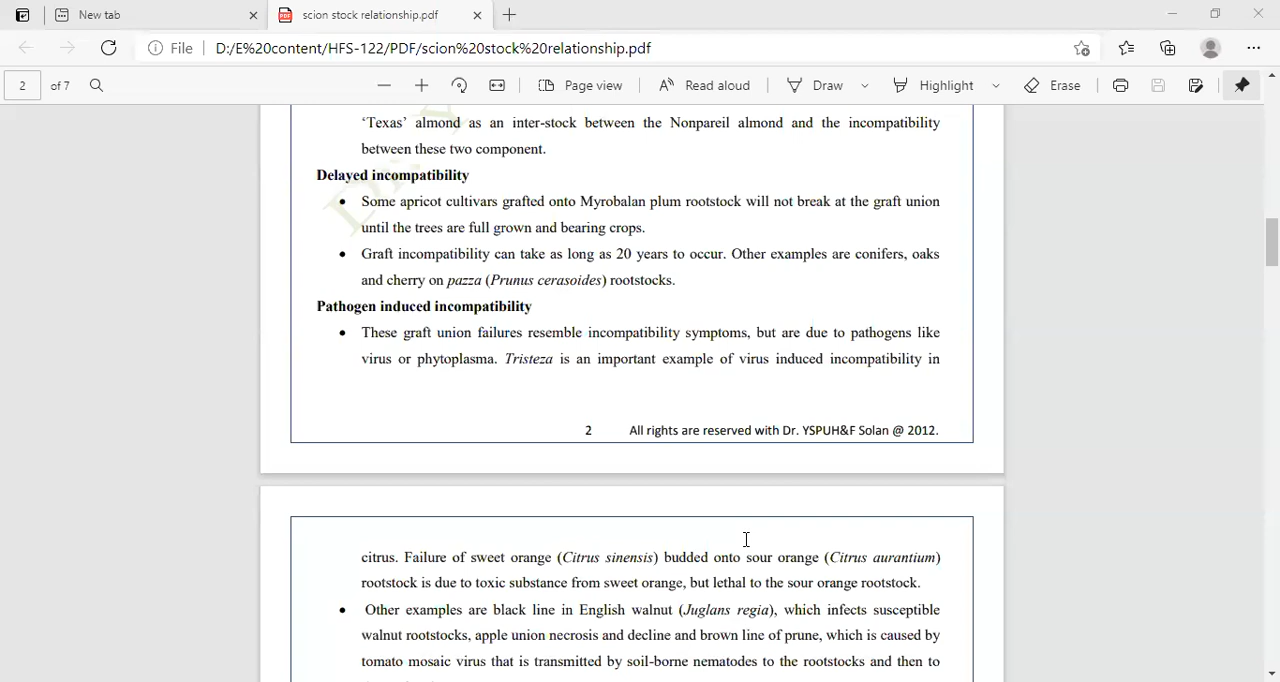 New tab
scion stock relationship.pdf
File
D:/E%20content/HFS-122/PDF/scion%20stock%20relationship.pdf
2
of 7
Page view
Read aloud
Draw
Highlight
Erase
‘Texas’ almond as an inter-stock between the Nonpareil almond and the incompatibility
between these two component.
Delayed incompatibility
• Some apricot cultivars grafted onto Myrobalan plum rootstock will not break at the graft union
until the trees are full grown and bearing crops.
• Graft incompatibility can take as long as 20 years to occur. Other examples are conifers, oaks
and cherry on pazza (Prunus cerasoides) rootstocks.
Pathogen induced incompatibility
• These graft union failures resemble incompatibility symptoms, but are due to pathogens like
virus or phytoplasma. Tristeza is an important example of virus induced incompatibility in
2 All rights are reserved with Dr. YSPUH&F Solan @ 2012.
citrus. Failure of sweet orange (Citrus sinensis) budded onto sour orange (Citrus aurantium)
rootstock is due to toxic substance from sweet orange, but lethal to the sour orange rootstock.
• Other examples are black line in English walnut (Juglans regia), which infects susceptible
walnut rootstocks, apple union necrosis and decline and brown line of prune, which is caused by
tomato mosaic virus that is transmitted by soil-borne nematodes to the rootstocks and then to